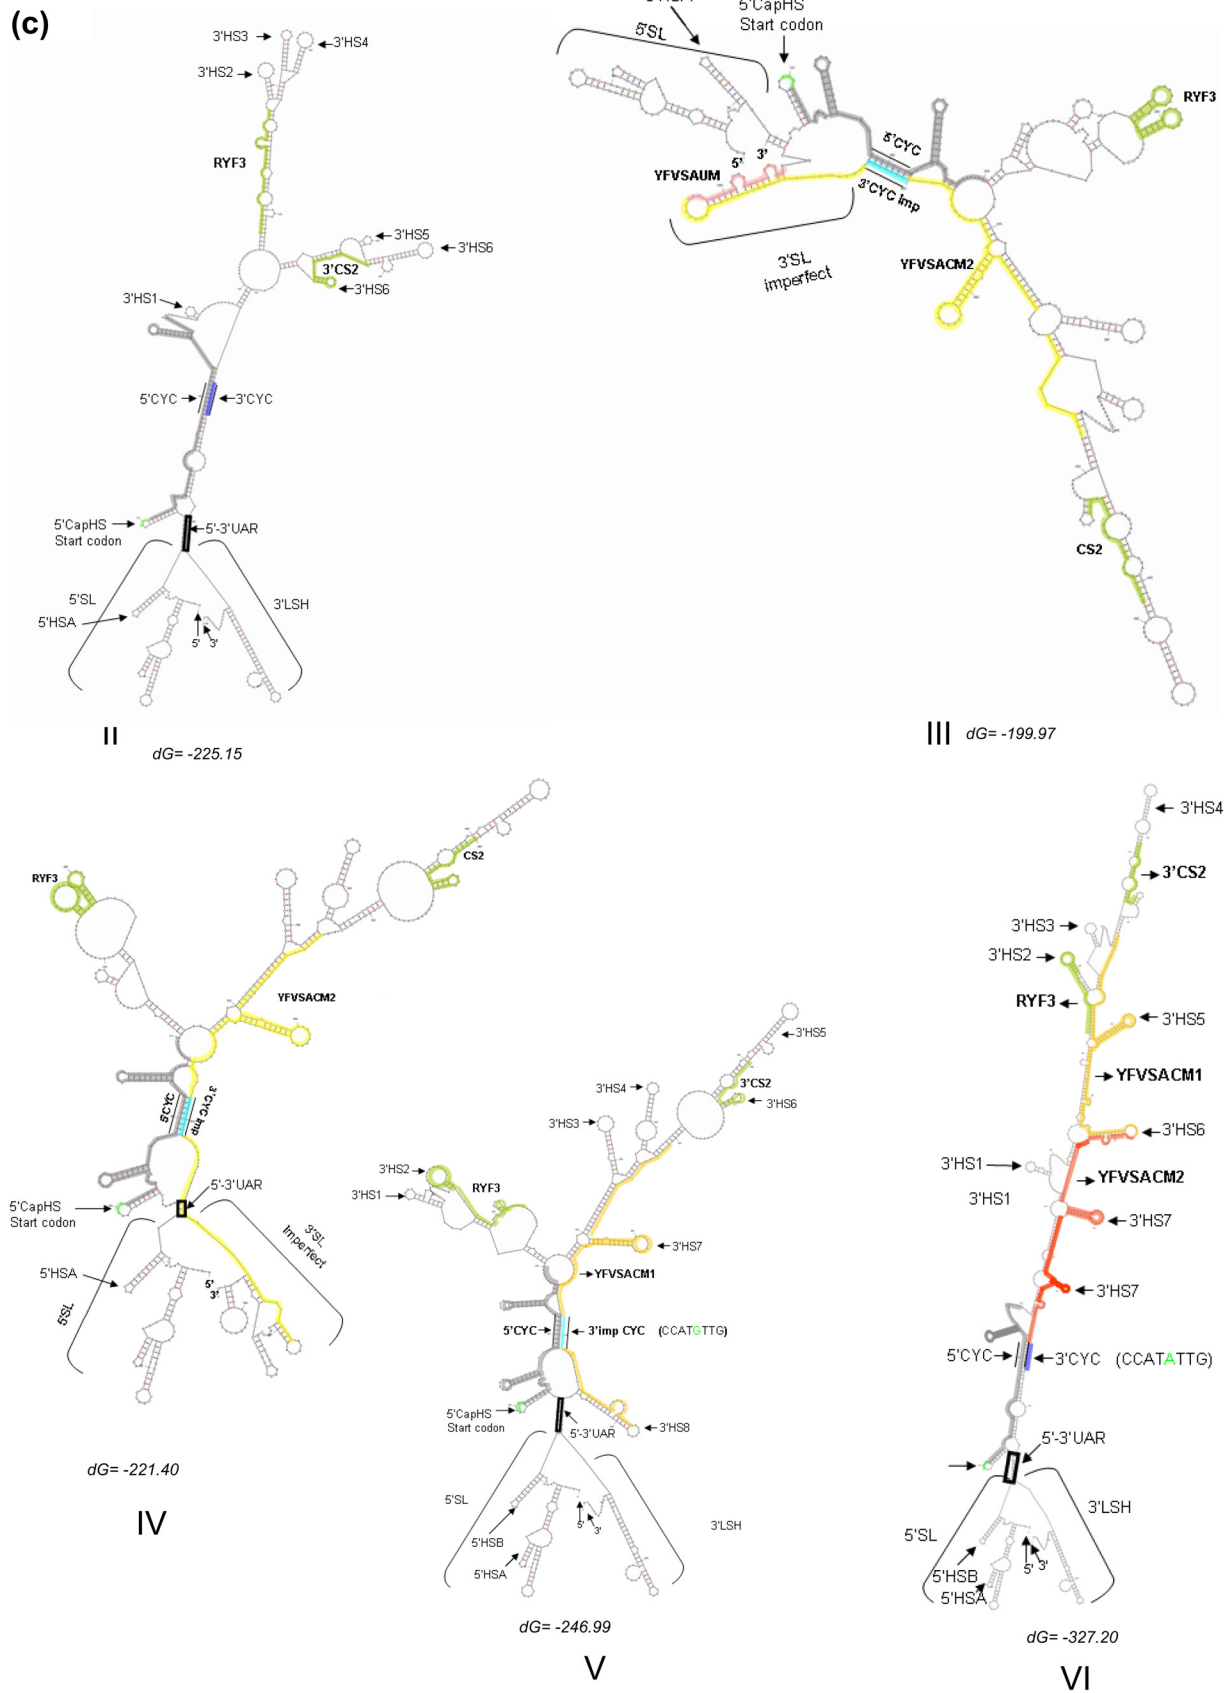 (c)
3'HS3
3'HS4
3'HS2
RYF3
3'HS5
3'HS6
3'CS2
3'HS6
3'HS1
5'CYC
3'CYC
5'CapHS
Start codon
5'-3'UAR
5'SL
3'LSH
5'HSA
5'
3'
II
dG= -225.15
5'CapHS
Start codon
5'SL
RYF3
5'CYC
5'
3'
YFVSAUM
3'CYC Imp
3'SL
imperfect
YFVSACM2
CS2
III
dG= -199.97
CS2
RYF3
YFVSACM2
5'CYC
3'CYC Imp
5'-3'UAR
5'CapHS
Start codon
3'SL
Imperfect
5'HSA
5'
3'
5'SL
dG= -221.40
IV
3'HS5
3'HS4
3'CS2
3'HS6
3'HS3
3'HS2
RYF3
3'HS1
3'HS7
YFVSACM1
5'CYC
3'imp CYC (CCATGTTG)
5'CapHS
Start codon
5'-3'UAR
3'HS8
5'SL
5'
3'
3'LSH
5'HSB
5'HSA
dG= -246.99
V
3'HS4
3'CS2
3'HS3
3'HS2
RYF3
3'HS5
YFVSACM1
3'HS6
3'HS1
YFVSACM2
3'HS1
3'HS7
3'HS7
5'CYC
3'CYC (CCATATTG)
5'-3'UAR
3'LSH
5'SL
5'
3'
5'HSB
5'HSA
dG= -327.20
VI